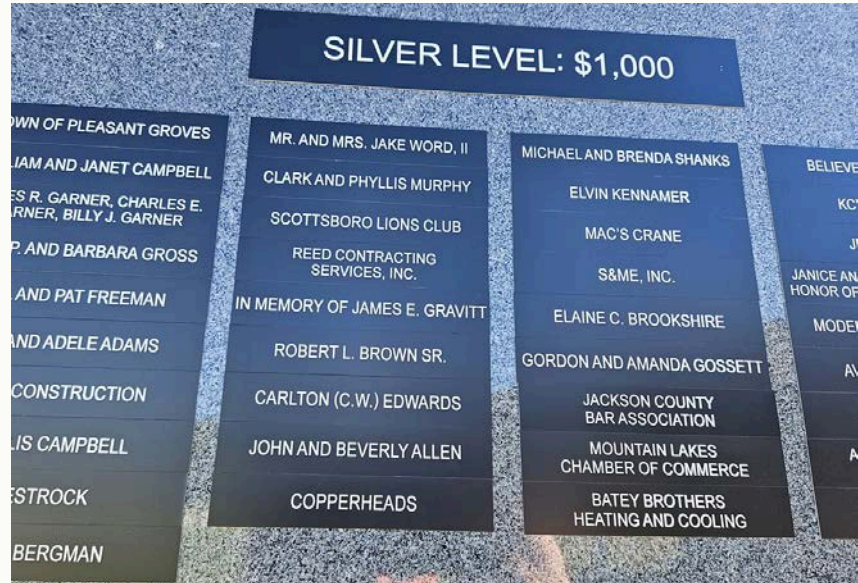 SILVER LEVEL: $1,000
OWN OF PLEASANT GROVES
LIAM AND JANET CAMPBELL
ES R. GARNER, CHARLES E.
ARNER, BILLY J. GARNER
P. AND BARBARA GROSS
AND PAT FREEMAN
AND ADELE ADAMS
CONSTRUCTION
LIS CAMPBELL
ESTROCK
BERGMAN
MR. AND MRS. JAKE WORD, II
CLARK AND PHYLLIS MURPHY
SCOTTSBORO LIONS CLUB
REED CONTRACTING
SERVICES, INC.
IN MEMORY OF JAMES E. GRAVITT
ROBERT L. BROWN SR.
CARLTON (C.W.) EDWARDS
JOHN AND BEVERLY ALLEN
COPPERHEADS
MICHAEL AND BRENDA SHANKS
ELVIN KENNAMER
MAC'S CRANE
S&ME, INC.
ELAINE C. BROOKSHIRE
GORDON AND AMANDA GOSSETT
JACKSON COUNTY
BAR ASSOCIATION
MOUNTAIN LAKES
CHAMBER OF COMMERCE
BATEY BROTHERS
HEATING AND COOLING
BELIEVE
KC
J
JANICE AN
HONOR OF
MODE
AV
A